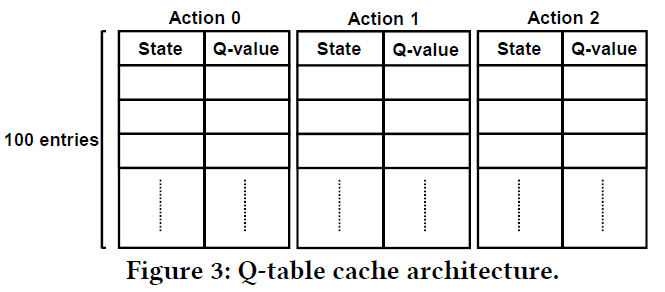 Action 0 Action 1 Action 2
State Q-value State Q-value State Q-value
100 entries
Figure 3: Q-table cache architecture.